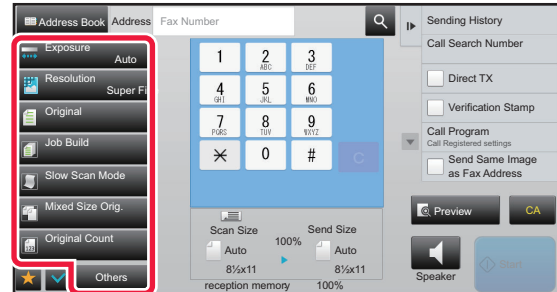 Address Book
Address
Fax Number
Exposure
Auto
Resolution
Super Fi
Original
Job Build
Slow Scan Mode
Mixed Size Orig.
Original Count
Others
1
2
ABC
3
DEF
4
GHI
5
JKL
6
MNO
7
PQRS
8
TUV
9
WXYZ
0
#
C
Scan Size
Send Size
Auto
100%
Auto
8½x11
8½x11
reception memory 100%
Sending History
Call Search Number
Direct TX
Verification Stamp
Call Program
Call Registered settings
Send Same Image
as Fax Address
Preview
CA
Speaker
Start